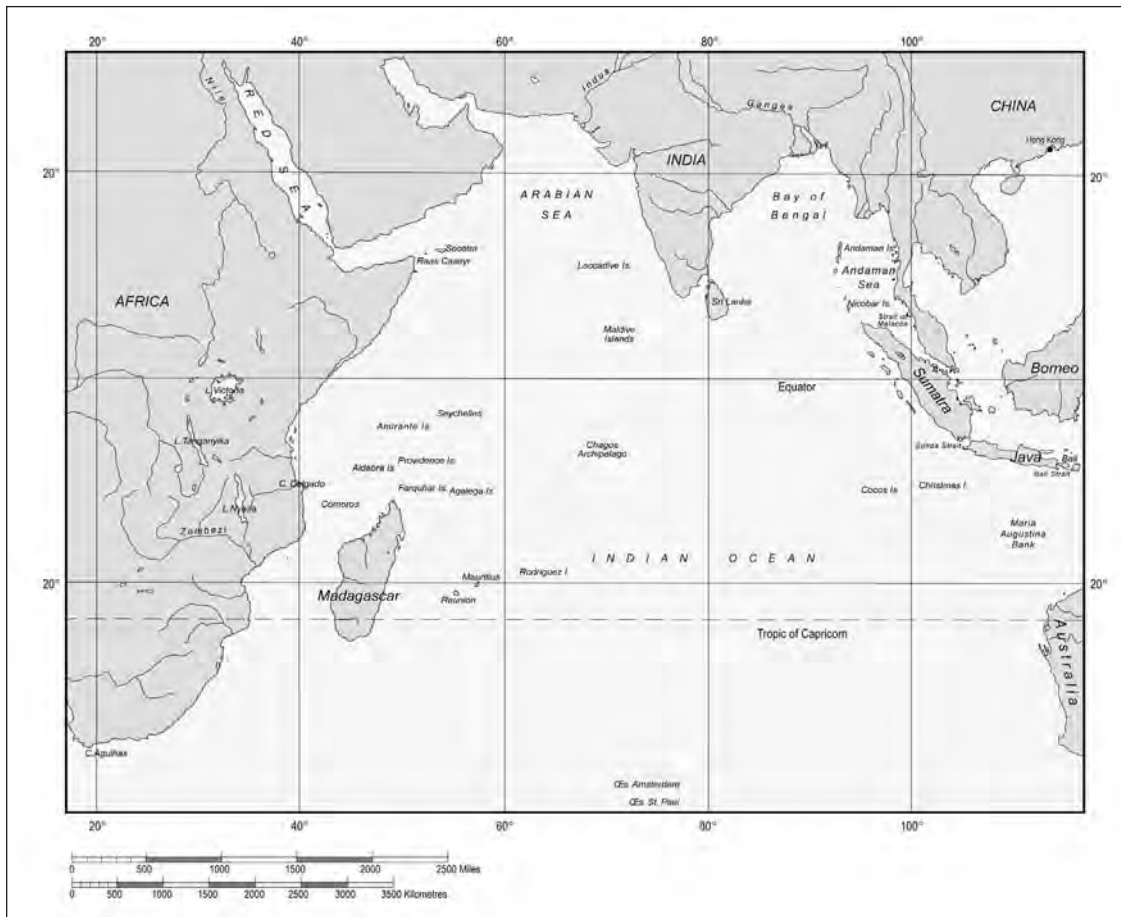 20° 40° 60° 80° 100°
Nile
RED SEA
Indus
Ganges
CHINA
Hong Kong
INDIA
20° 20°
ARABIAN
SEA
Bay of
Bengal
Socotra
Raas Caseyr
Laccadive Is.
Andaman Is.
Andaman
Sea
AFRICA
Sri Lanka
Nicobar Is.
Strait of
Malacca
Maldive
Islands
Borneo
L. Victoria
Equator
Sumatra
Seychelles
Amirante Is.
L. Tanganyika
Chagos
Archipelago
Sunda Strait
Java
Bali
Bali Strait
Providence Is.
Aldabra Is.
C. Delgado
Farquhar Is.
Agalega Is.
Cocos Is.
Christmas I.
L. Nyasa
Comoros
Zambezi
Maria
Augustina
Bank
INDIAN OCEAN
Rodriguez I.
Mauritius
20° 20°
Madagascar
Reunion
Tropic of Capricorn
Australia
C. Agulhas
Œs Amsterdam
Œs. St. Paul
20° 40° 60° 80° 100°
0 500 1000 1500 2000 2500 Miles
0 500 1000 1500 2000 2500 3000 3500 Kilometres